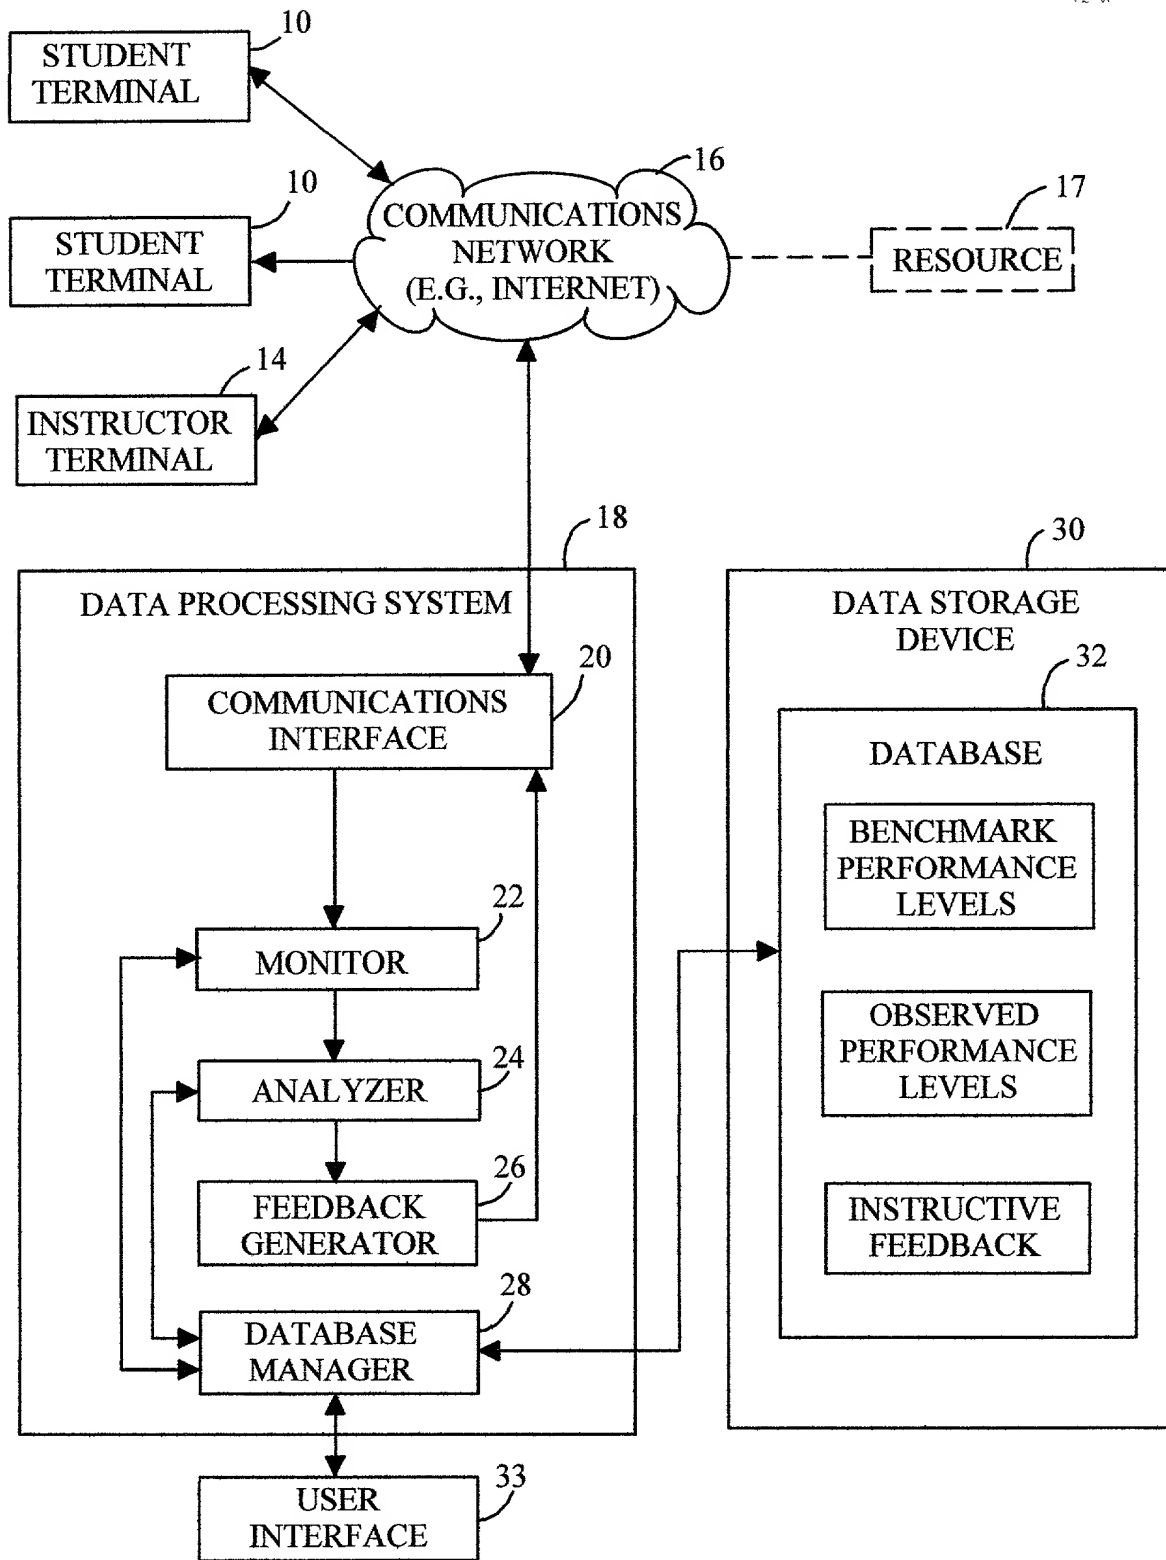 10
STUDENT
TERMINAL
10
STUDENT
TERMINAL
14
INSTRUCTOR
TERMINAL
16
COMMUNICATIONS
NETWORK
(E.G., INTERNET)
17
RESOURCE
18
DATA PROCESSING SYSTEM
20
COMMUNICATIONS
INTERFACE
22
MONITOR
24
ANALYZER
26
FEEDBACK
GENERATOR
28
DATABASE
MANAGER
33
USER
INTERFACE
30
DATA STORAGE
DEVICE
32
DATABASE
BENCHMARK
PERFORMANCE
LEVELS
OBSERVED
PERFORMANCE
LEVELS
INSTRUCTIVE
FEEDBACK